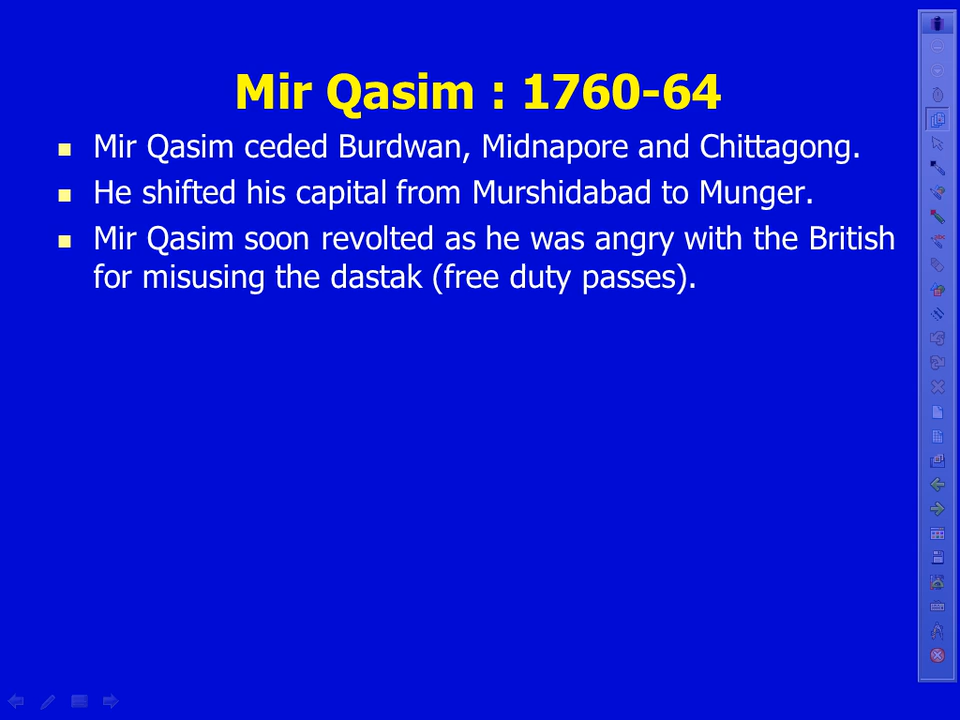 Mir Qasim : 1760-64
Mir Qasim ceded Burdwan, Midnapore and Chittagong.
He shifted his capital from Murshidabad to Munger.
Mir Qasim soon revolted as he was angry with the British
for misusing the dastak (free duty passes).